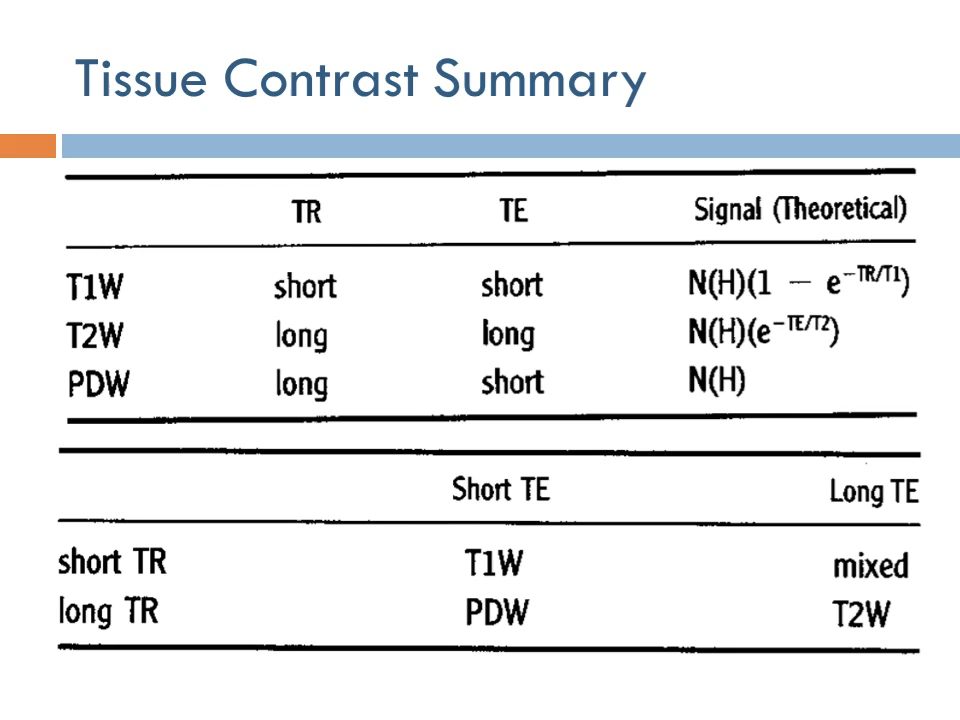 Tissue Contrast Summary
TR TE Signal (Theoretical)
T1W short short N(H)(1 − e^−TR/T1)
T2W long long N(H)(e^−TE/T2)
PDW long short N(H)
Short TE Long TE
short TR T1W mixed
long TR PDW T2W